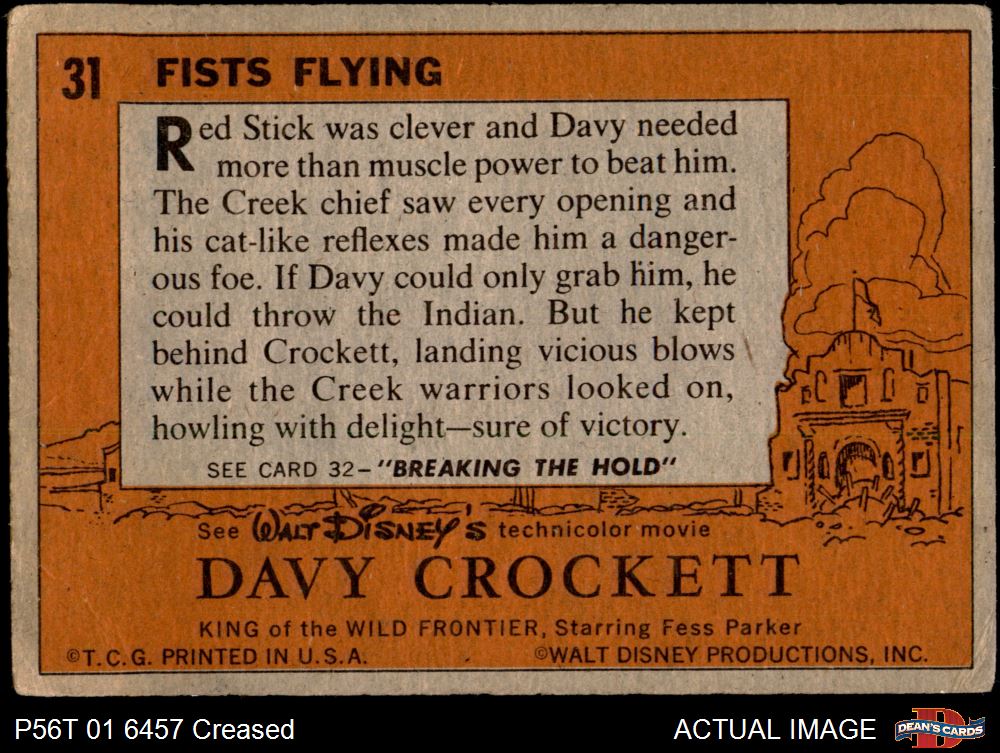 31 FISTS FLYING
Red Stick was clever and Davy needed
more than muscle power to beat him.
The Creek chief saw every opening and
his cat-like reflexes made him a danger-
ous foe. If Davy could only grab him, he
could throw the Indian. But he kept
behind Crockett, landing vicious blows
while the Creek warriors looked on,
howling with delight—sure of victory.
SEE CARD 32-"BREAKING THE HOLD"
See WALT DISNEY'S technicolor movie
DAVY CROCKETT
KING of the WILD FRONTIER, Starring Fess Parker
©T.C.G. PRINTED IN U.S.A. ©WALT DISNEY PRODUCTIONS, INC.
P56T 01 6457 Creased ACTUAL IMAGE D DEAN'S CARDS